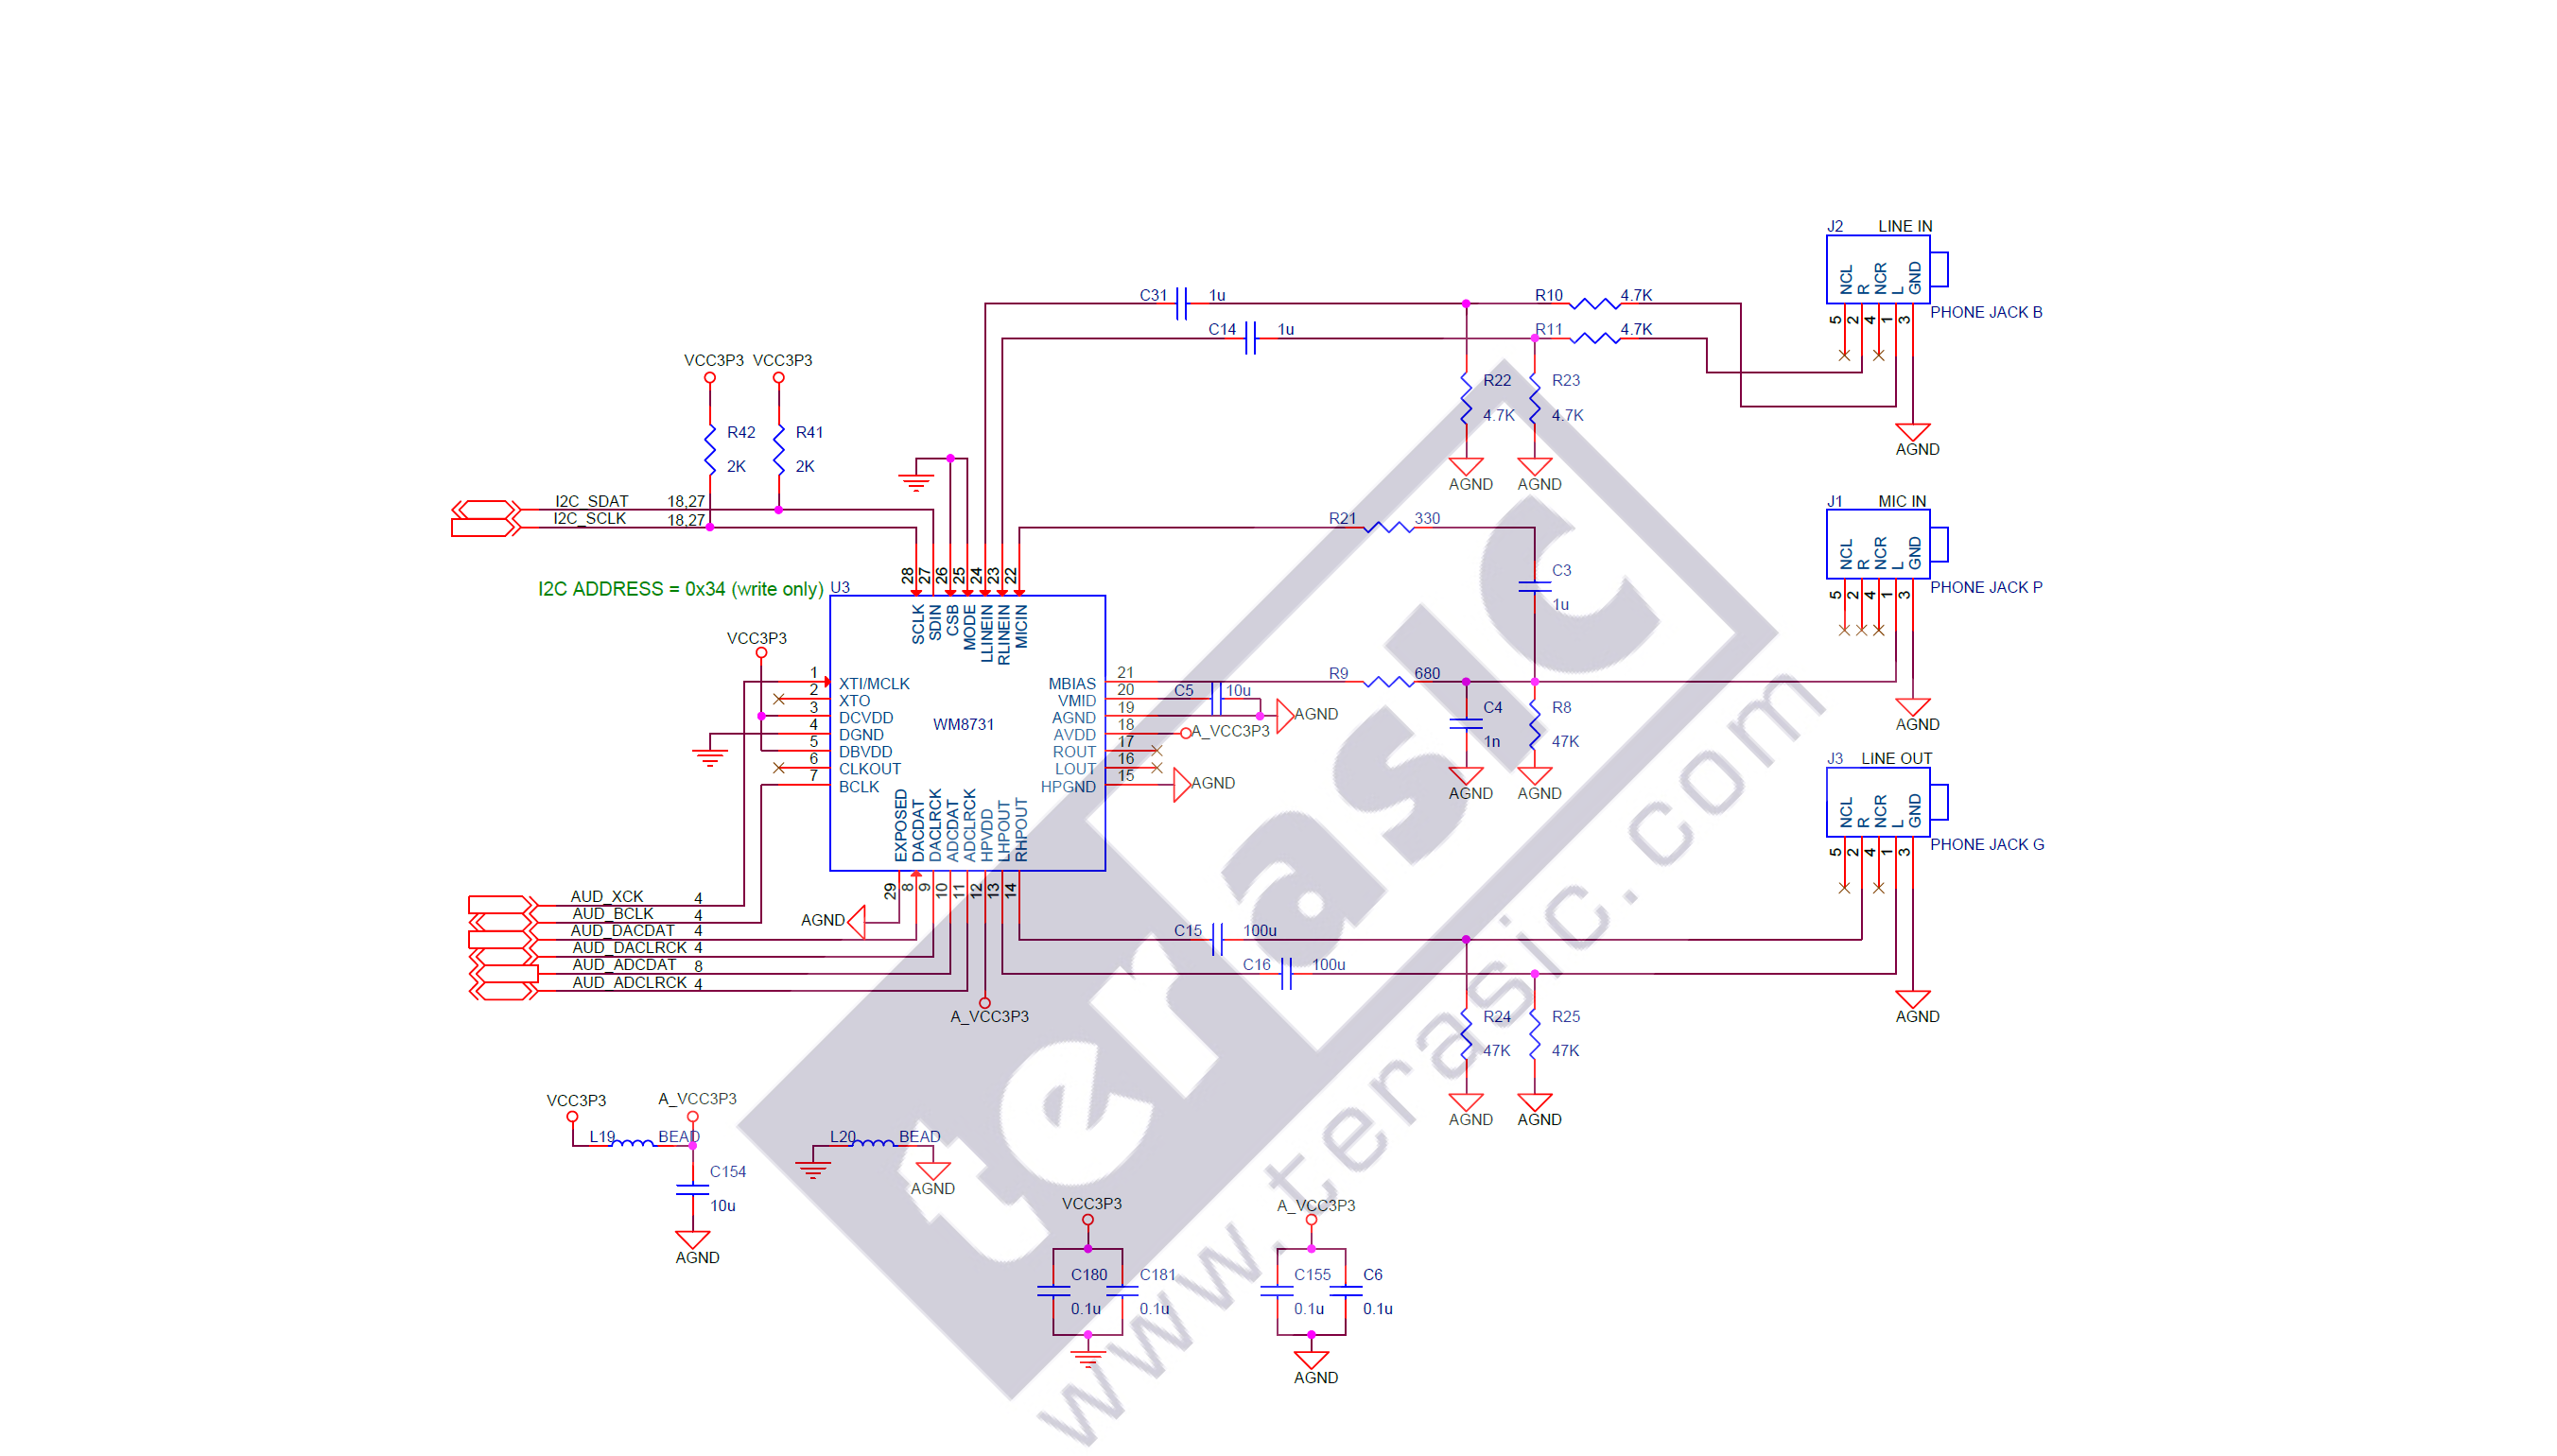 J2 LINE IN
NCL R NCR L GND
5 2 4 1 3
PHONE JACK B
AGND
C31 1u
R10 4.7K
C14 1u
R11 4.7K
R22 4.7K
R23 4.7K
AGND AGND
VCC3P3 VCC3P3
R42 2K
R41 2K
I2C_SDAT 18,27
I2C_SCLK 18,27
J1 MIC IN
NCL R NCR L GND
5 2 4 1 3
PHONE JACK P
AGND
R21 330
C3 1u
I2C ADDRESS = 0x34 (write only)
U3
28 27 26 25 24 23 22
SCLK SDIN CSB MODE LLINEIN RLINEIN MICIN
VCC3P3
1 XTI/MCLK
2 XTO
3 DCVDD
4 DGND
5 DBVDD
6 CLKOUT
7 BCLK
WM8731
MBIAS 21
VMID 20
AGND 19
AVDD 18
ROUT 17
LOUT 16
HPGND 15
R9 680
C5 10u
AGND
A_VCC3P3
AGND
C4 1n
R8 47K
AGND AGND
EXPOSED DACDAT DACLRCK ADCDAT ADCLRCK HPVDD LHPOUT RHPOUT
29 8 9 10 11 12 13 14
J3 LINE OUT
NCL R NCR L GND
5 2 4 1 3
PHONE JACK G
AGND
AUD_XCK 4
AUD_BCLK 4
AUD_DACDAT 4
AUD_DACLRCK 4
AUD_ADCDAT 8
AUD_ADCLRCK 4
AGND
A_VCC3P3
C15 100u
C16 100u
R24 47K
R25 47K
AGND AGND
VCC3P3 A_VCC3P3
L19 BEAD
C154 10u
AGND
L20 BEAD
AGND
VCC3P3
C180 0.1u
C181 0.1u
A_VCC3P3
C155 0.1u
C6 0.1u
AGND
terasic
www.terasic.com